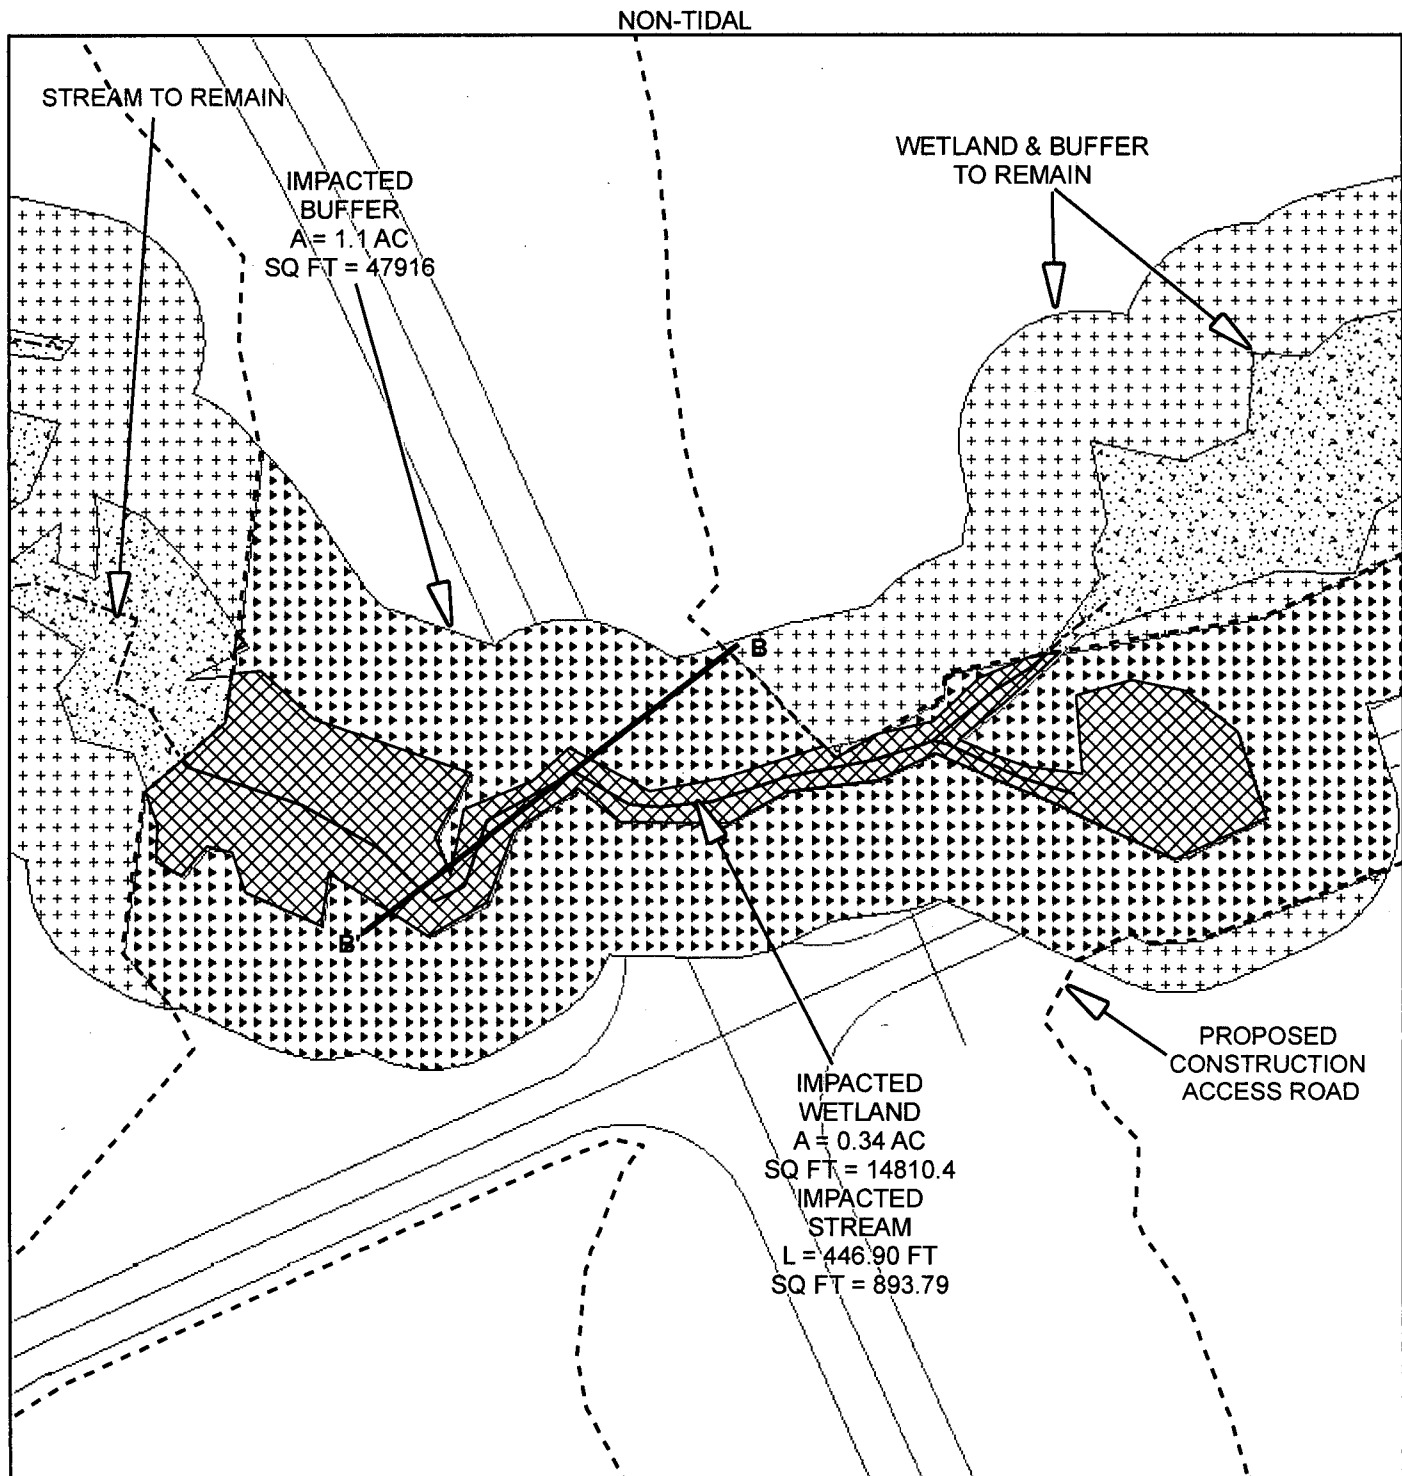 NON-TIDAL
STREAM TO REMAIN
WETLAND & BUFFER
TO REMAIN
IMPACTED
BUFFER
A = 1.1 AC
SQ FT = 47916
B
B'
PROPOSED
CONSTRUCTION
ACCESS ROAD
IMPACTED
WETLAND
A = 0.34 AC
SQ FT = 14810.4
IMPACTED
STREAM
L = 446.90 FT
SQ FT = 893.79